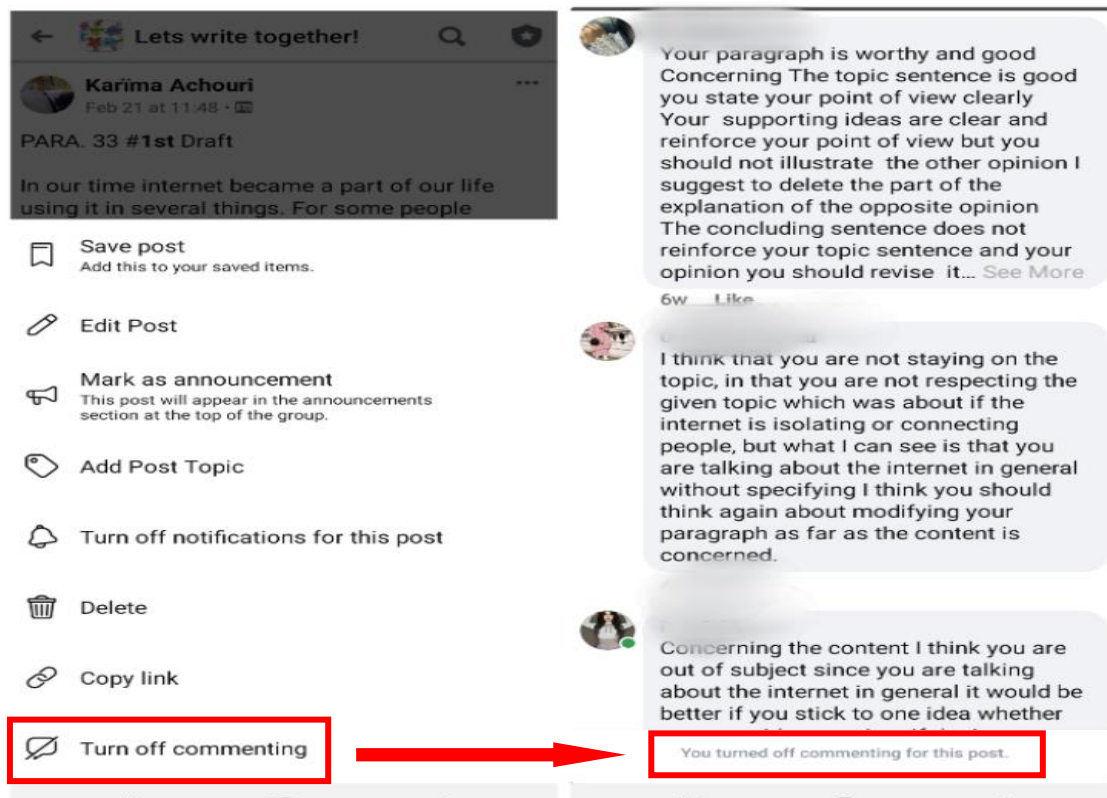 Lets write together!
Karïma Achouri
Feb 21 at 11:48 ·
PARA. 33 #1st Draft
In our time internet became a part of our life
using it in several things. For some people
Save post
Add this to your saved items.
Edit Post
Mark as announcement
This post will appear in the announcements
section at the top of the group.
Add Post Topic
Turn off notifications for this post
Delete
Copy link
Turn off commenting
Your paragraph is worthy and good
Concerning The topic sentence is good
you state your point of view clearly
Your supporting ideas are clear and
reinforce your point of view but you
should not illustrate the other opinion I
suggest to delete the part of the
explanation of the opposite opinion
The concluding sentence does not
reinforce your topic sentence and your
opinion you should revise it... See More
6w Like
I think that you are not staying on the
topic, in that you are not respecting the
given topic which was about if the
internet is isolating or connecting
people, but what I can see is that you
are talking about the internet in general
without specifying I think you should
think again about modifying your
paragraph as far as the content is
concerned.
Concerning the content I think you are
out of subject since you are talking
about the internet in general it would be
better if you stick to one idea whether
You turned off commenting for this post.